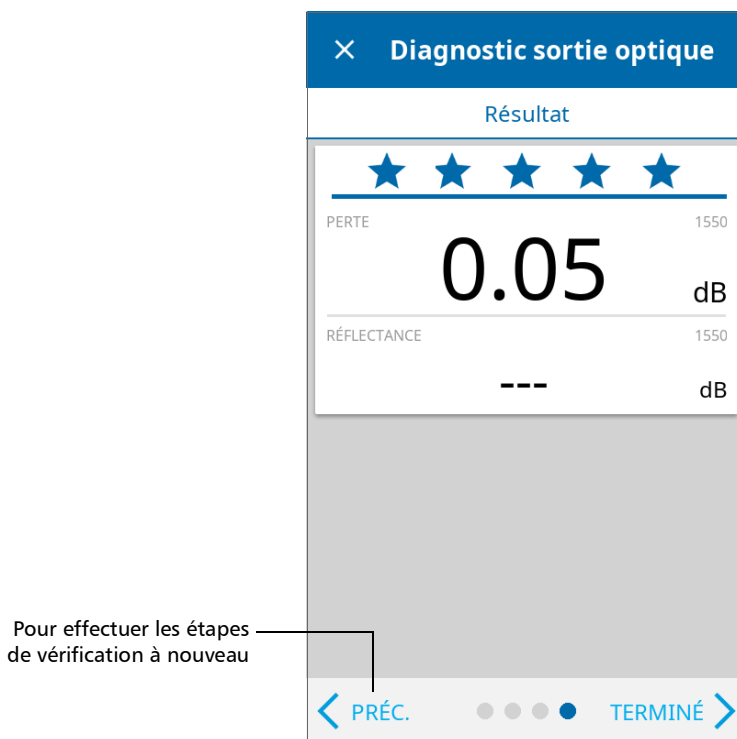 Diagnostic sortie optique
Résultat
PERTE 1550
0.05 dB
RÉFLECTANCE 1550
--- dB
Pour effectuer les étapes
de vérification à nouveau
PRÉC. TERMINÉ